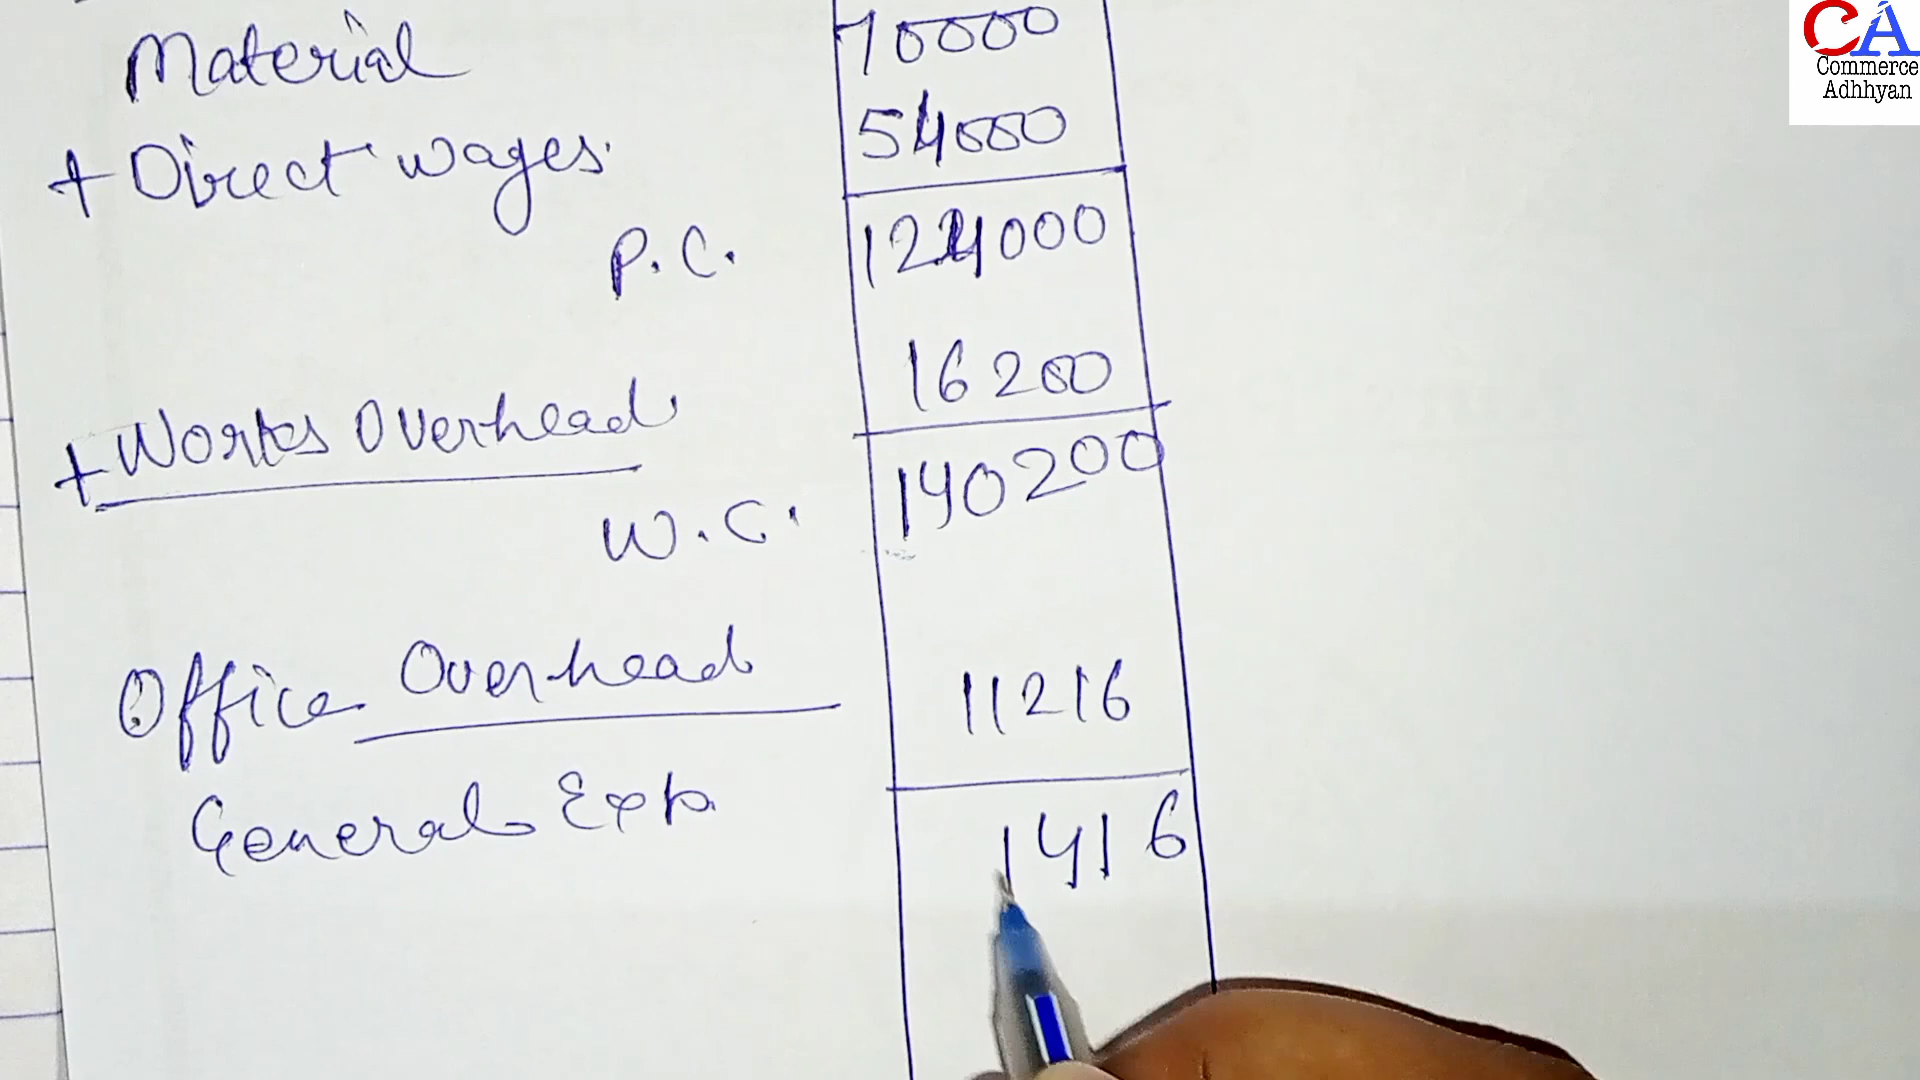 Material 70000
+ Direct wages 54000
P.C. 124000
+ Works Overhead 16200
W.C. 140200
Office Overhead 11216
General Exp. 1416
CA
Commerce
Adhhyan